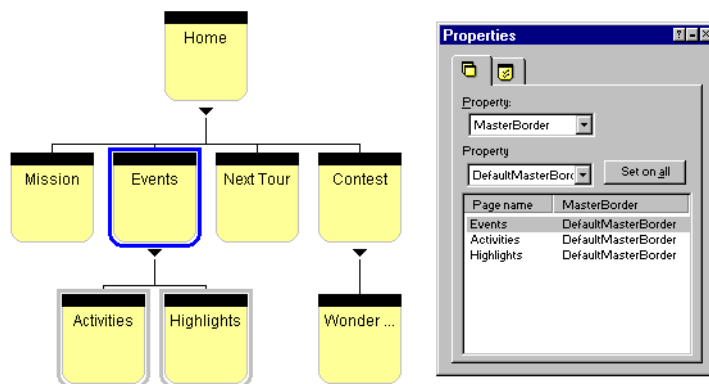 Home
Mission
Events
Next Tour
Contest
Activities
Highlights
Wonder ...
Properties
Property:
MasterBorder
Property
DefaultMasterBorc
Set on all
Page name MasterBorder
Events DefaultMasterBorder
Activities DefaultMasterBorder
Highlights DefaultMasterBorder